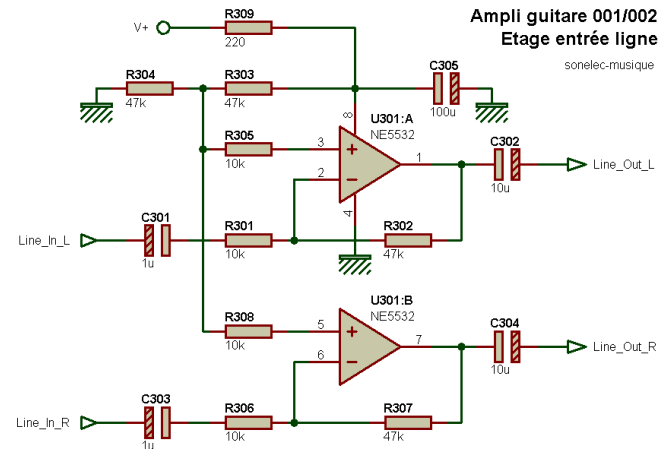 Ampli guitare 001/002
Etage entrée ligne
sonelec-musique
R309
V+
220
R304
R303
C305
47k
47k
100u
8
U301:A
NE5532
R305
10k
3
2
1
4
C302
10u
Line_Out_L
C301
R301
R302
Line_In_L
1u
10k
47k
U301:B
NE5532
R308
10k
5
6
7
C304
10u
Line_Out_R
C303
R306
R307
Line_In_R
1u
10k
47k